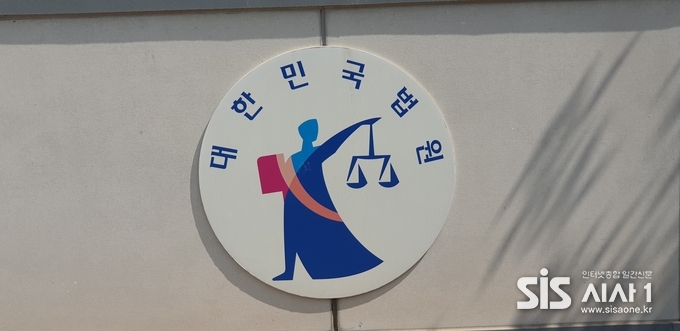 대한민국법원
인터넷종합 일간신문
SIS 시사1
www.sisaone.kr